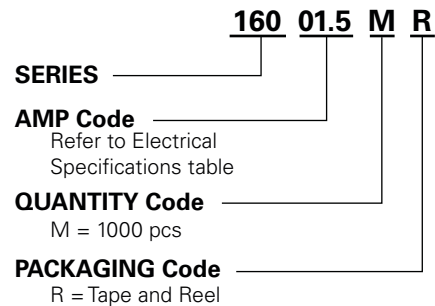 160 01.5 M R
SERIES
AMP Code
Refer to Electrical
Specifications table
QUANTITY Code
M = 1000 pcs
PACKAGING Code
R = Tape and Reel